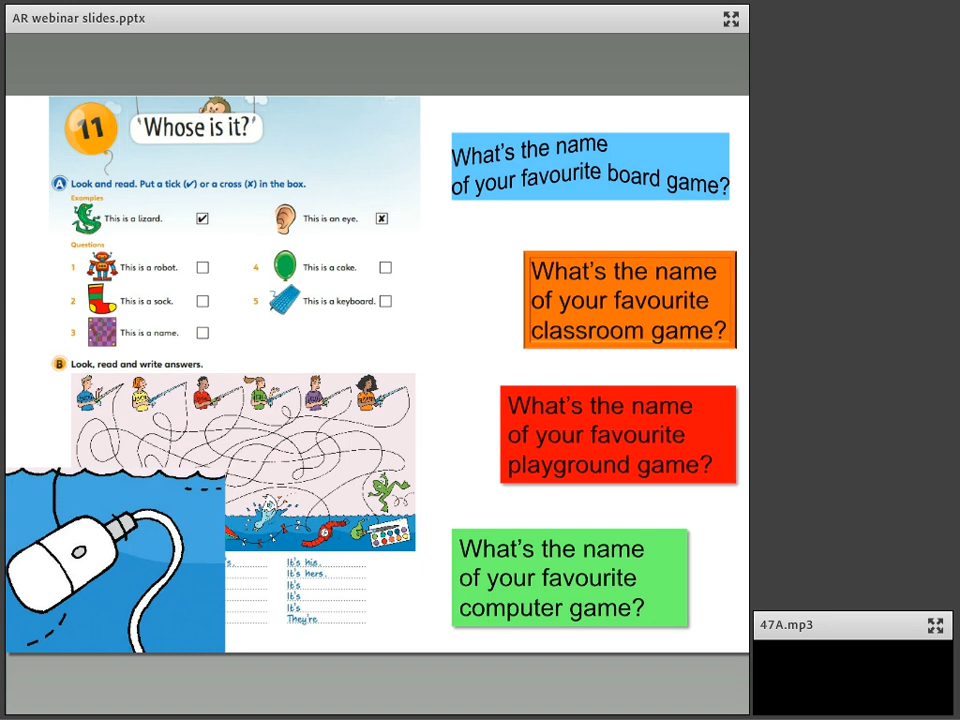 AR webinar slides.pptx
11
'Whose is it?'
A Look and read. Put a tick (✔) or a cross (✘) in the box.
Examples
This is a lizard. ✔
This is an eye. ✘
Questions
1 This is a robot.
4 This is a cake.
2 This is a sock.
5 This is a keyboard.
3 This is a name.
B Look, read and write answers.
It's his.
It's hers.
It's
It's
It's
They're
What's the name
of your favourite board game?
What's the name
of your favourite
classroom game?
What's the name
of your favourite
playground game?
What's the name
of your favourite
computer game?
47A.mp3